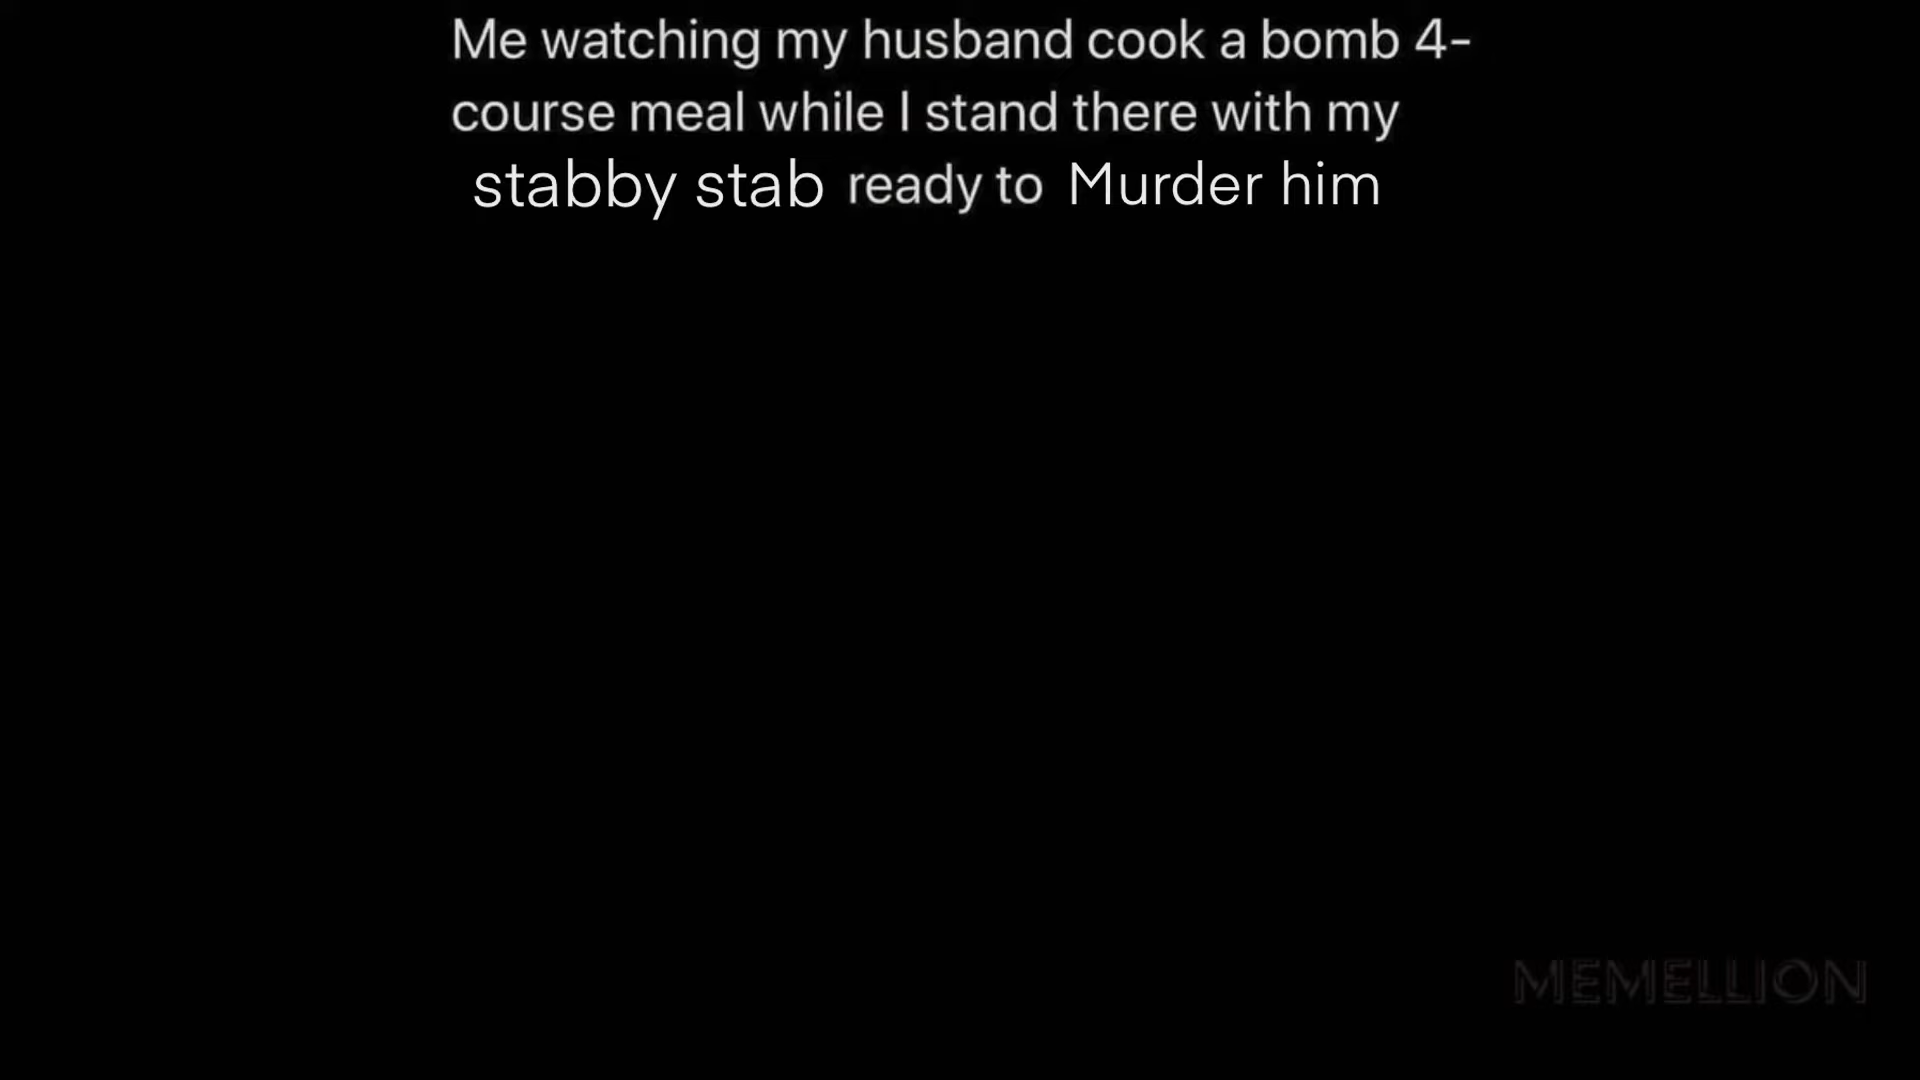 Me watching my husband cook a bomb 4-
course meal while I stand there with my
stabby stab ready to Murder him
MEMELLION